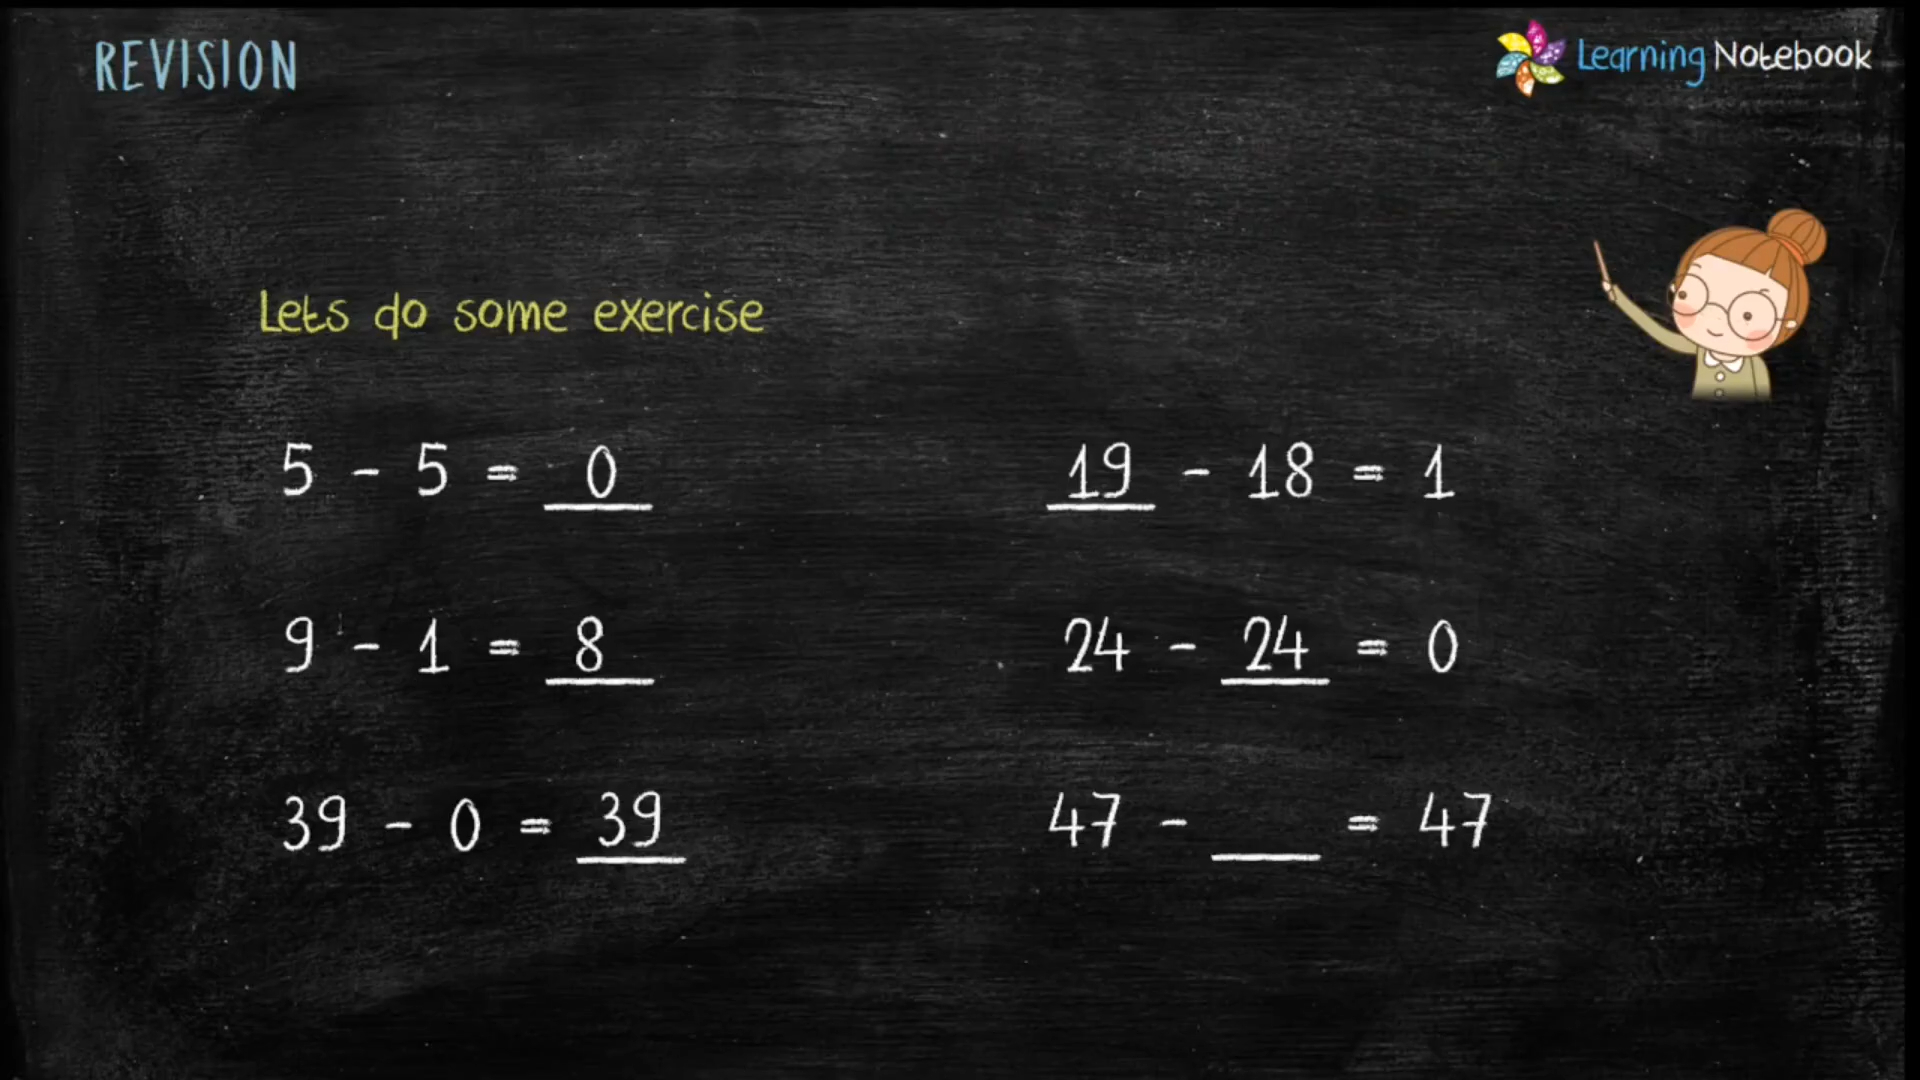 REVISION
Learning Notebook
Lets do some exercise
5 - 5 = 0
19 - 18 = 1
9 - 1 = 8
24 - 24 = 0
39 - 0 = 39
47 - ___ = 47